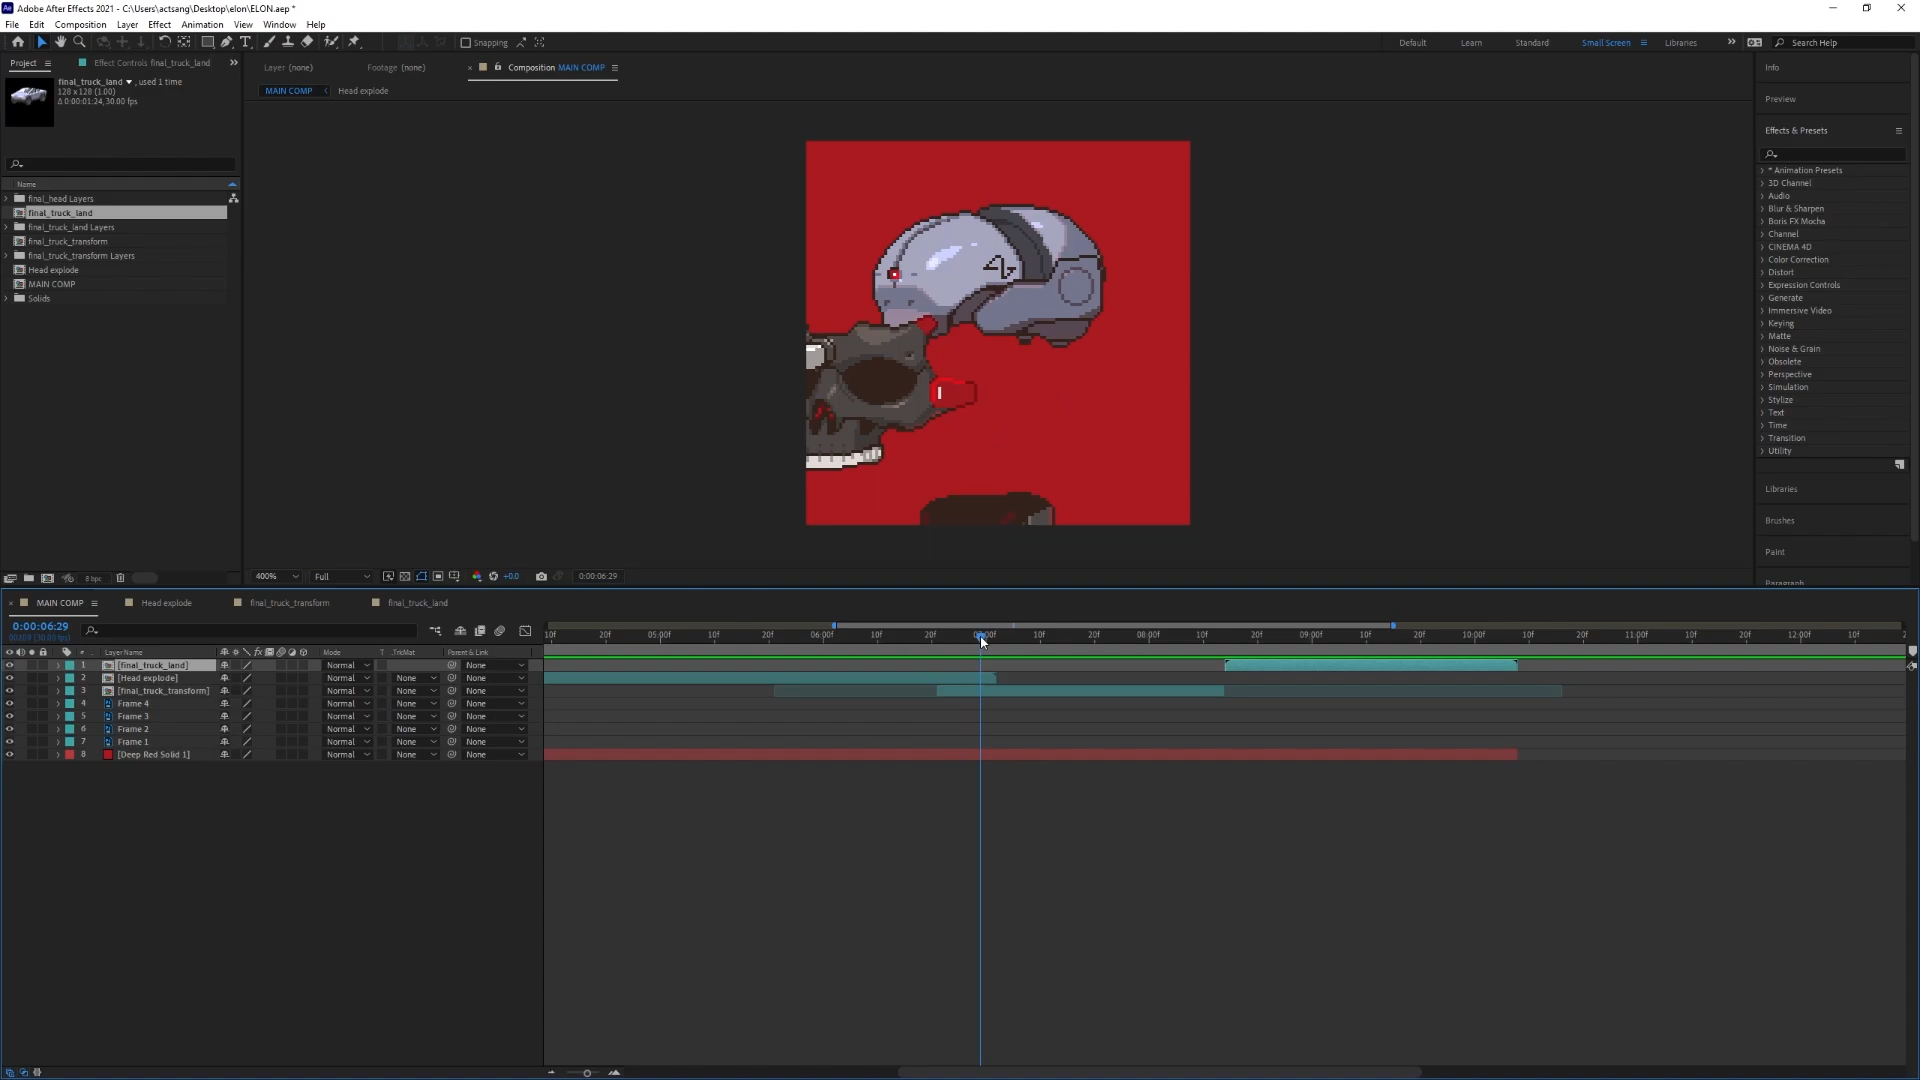 Adobe After Effects 2021 - C:\Users\actsang\Desktop\elon\ELON.aep *
File Edit Composition Layer Effect Animation View Window Help
Snapping Default Learn Standard Small Screen Libraries Search Help
Project Effect Controls final_truck_land
Layer (none) Footage (none) Composition MAIN COMP
MAIN COMP Head explode
final_truck_land , used 1 time
128 x 128 (1.00)
Δ 0:00:01:24, 30.00 fps
Name
final_head Layers
final_truck_land
final_truck_land Layers
final_truck_transform
final_truck_transform Layers
Head explode
MAIN COMP
Solids
8 bpc
400% Full +0.0 0:00:06:29
Info
Preview
Effects & Presets
* Animation Presets
3D Channel
Audio
Blur & Sharpen
Boris FX Mocha
Channel
CINEMA 4D
Color Correction
Distort
Expression Controls
Generate
Immersive Video
Keying
Matte
Noise & Grain
Obsolete
Perspective
Simulation
Stylize
Text
Time
Transition
Utility
Libraries
Brushes
Paint
Paragraph
MAIN COMP Head explode final_truck_transform final_truck_land
0:00:06:29
00209 (30.00 fps)
10f 20f 05:00f 10f 20f 06:00f 10f 20f 07:00f 10f 20f 08:00f 10f 20f 09:00f 10f 20f 10:00f 10f 20f 11:00f 10f 20f 12:00f 10f 2
# Layer Name fx Mode T .TrkMat Parent & Link
1 [final_truck_land] Normal None
2 [Head explode] Normal None None
3 [final_truck_transform] Normal None None
4 Frame 4 Normal None None
5 Frame 3 Normal None None
6 Frame 2 Normal None None
7 Frame 1 Normal None None
8 [Deep Red Solid 1] Normal None None